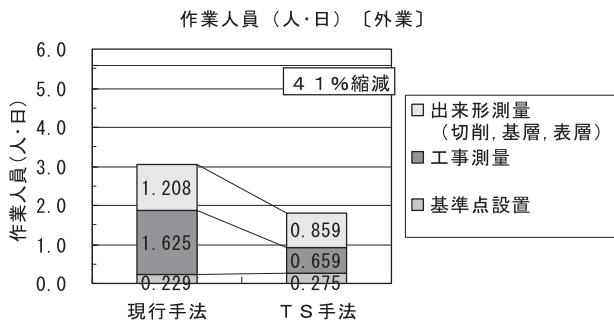 作業人員（人･日）〔外業〕
作業人員(人･日)
6.0
5.0
4.0
3.0
2.0
1.0
0.0
４１%縮減
1.208
1.625
0.229
0.859
0.659
0.275
現行手法
ＴＳ手法
出来形測量
（切削,基層,表層）
工事測量
基準点設置